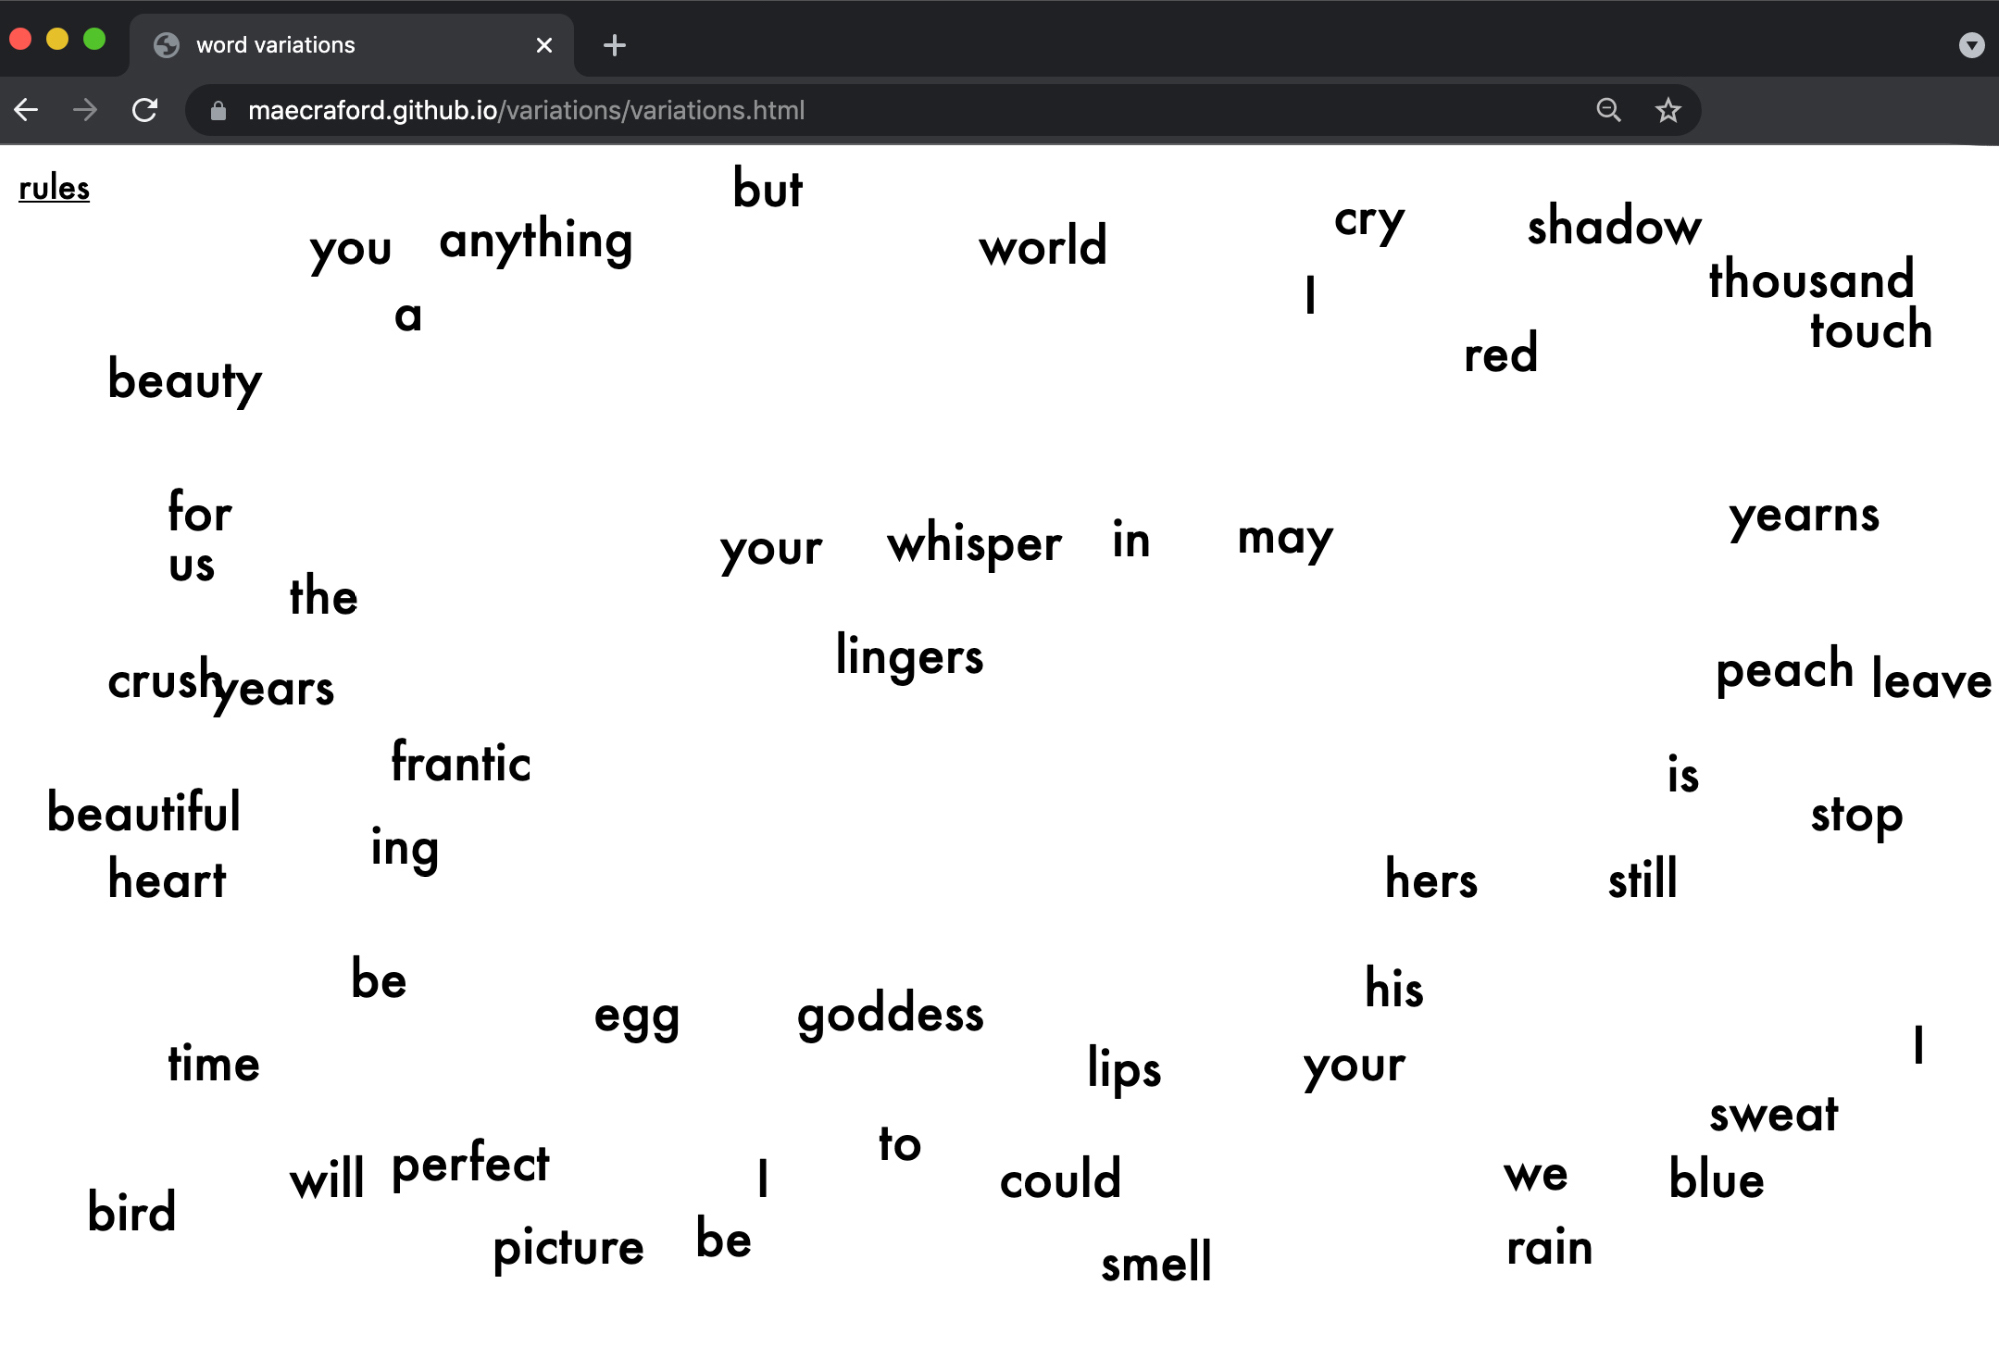 word variations
maecraford.github.io/variations/variations.html
rules
but
you anything world cry shadow
a I thousand
touch
beauty red
for your whisper in may yearns
us
the
lingers
crush years peach leave
frantic is
beautiful ing stop
heart hers still
be his
egg goddess
time lips your I
to sweat
bird will perfect I could we blue
picture be smell rain